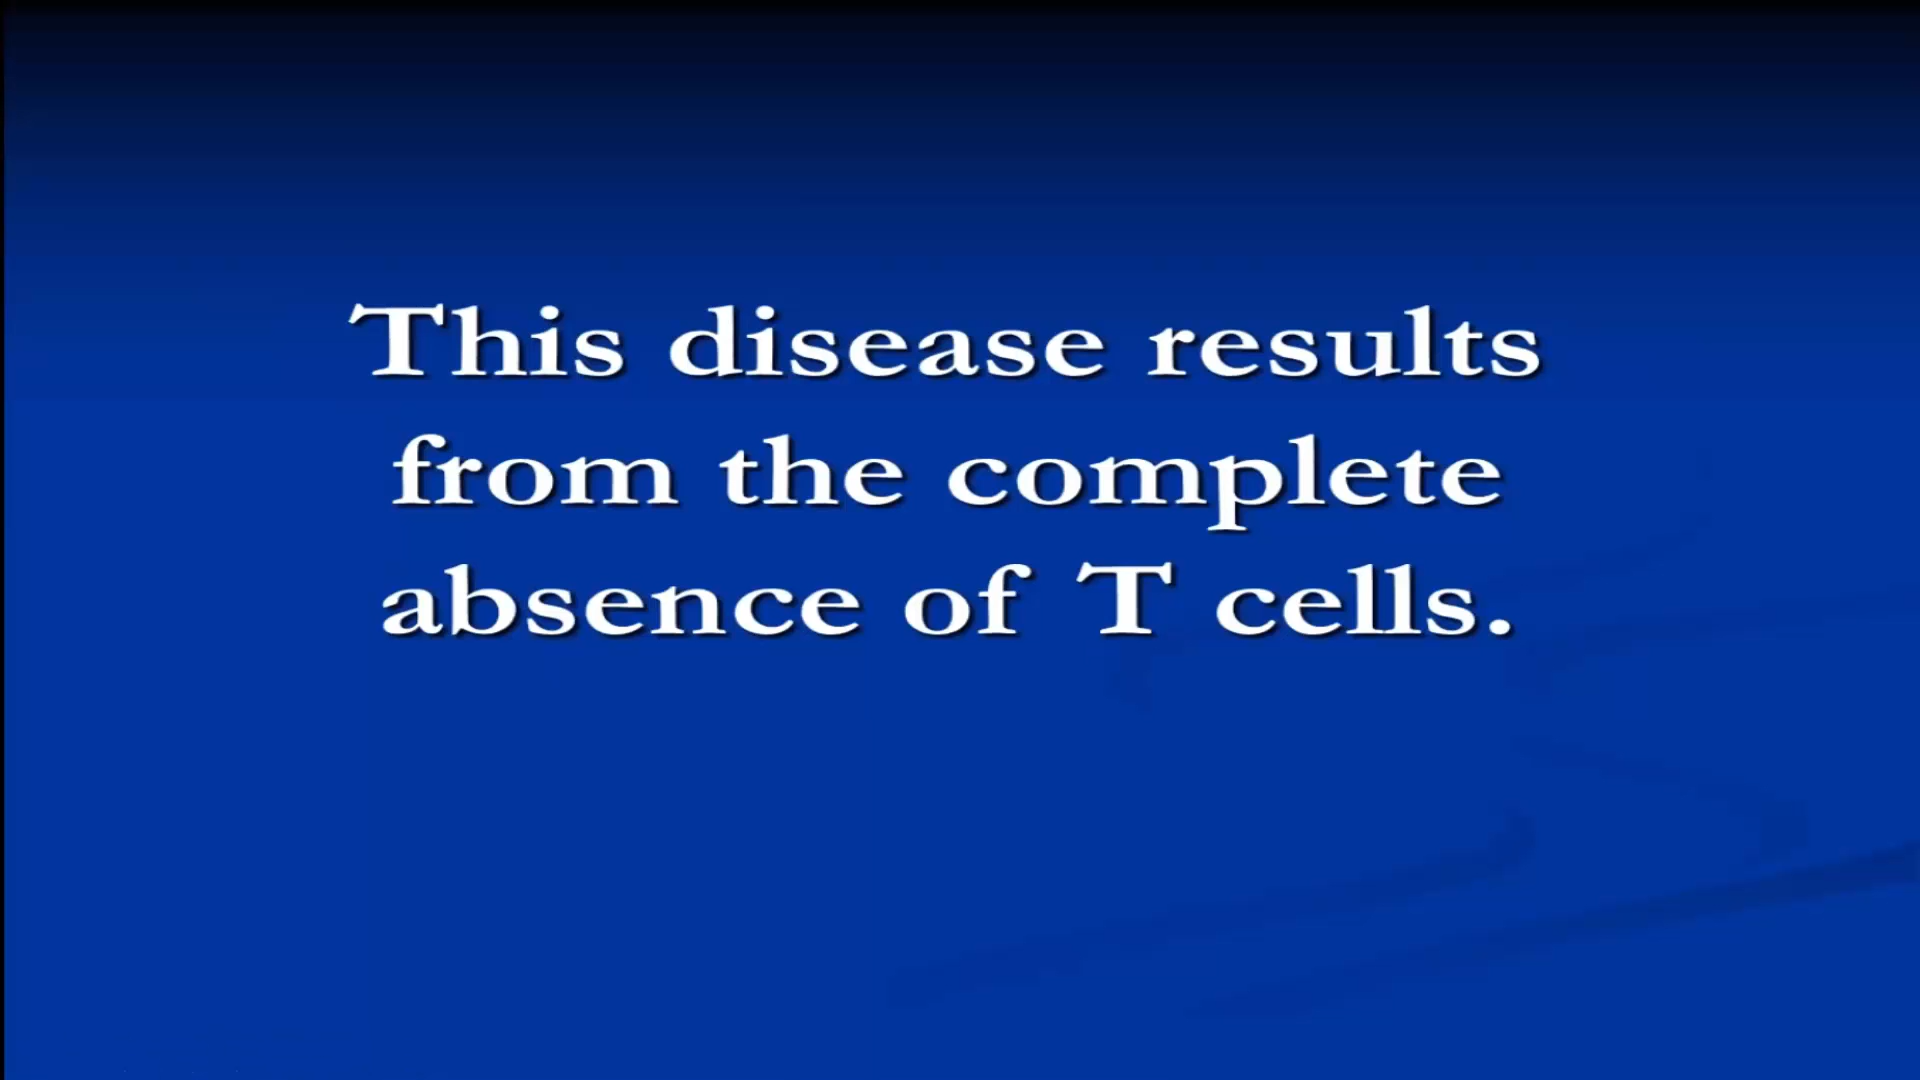 This disease results
from the complete
absence of T cells.